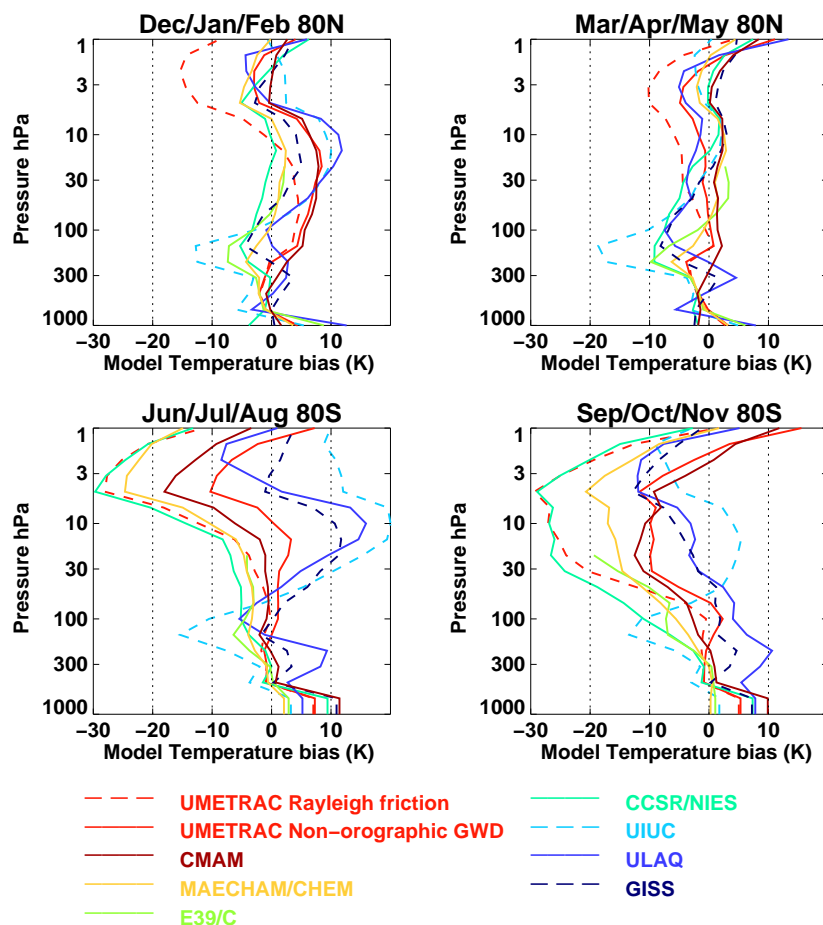 Dec/Jan/Feb 80N
Mar/Apr/May 80N
Pressure hPa
1
3
10
30
100
300
1000
−30 −20 −10 0 10
Model Temperature bias (K)
Pressure hPa
1
3
10
30
100
300
1000
−30 −20 −10 0 10
Model Temperature bias (K)
Jun/Jul/Aug 80S
Sep/Oct/Nov 80S
Pressure hPa
1
3
10
30
100
300
1000
−30 −20 −10 0 10
Model Temperature bias (K)
Pressure hPa
1
3
10
30
100
300
1000
−30 −20 −10 0 10
Model Temperature bias (K)
UMETRAC Rayleigh friction
UMETRAC Non−orographic GWD
CMAM
MAECHAM/CHEM
E39/C
CCSR/NIES
UIUC
ULAQ
GISS